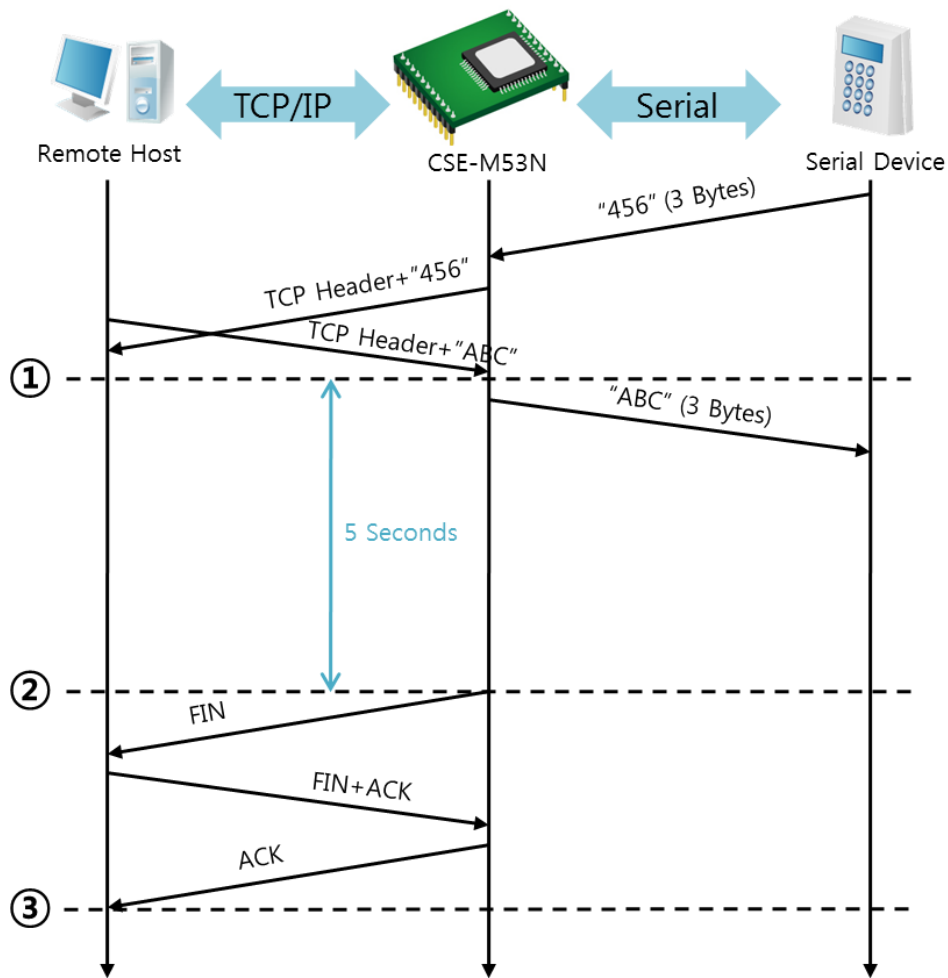 TCP/IP
Serial
Remote Host
CSE-M53N
Serial Device
"456" (3 Bytes)
TCP Header+"456"
TCP Header+"ABC"
①
"ABC" (3 Bytes)
5 Seconds
②
FIN
FIN+ACK
ACK
③